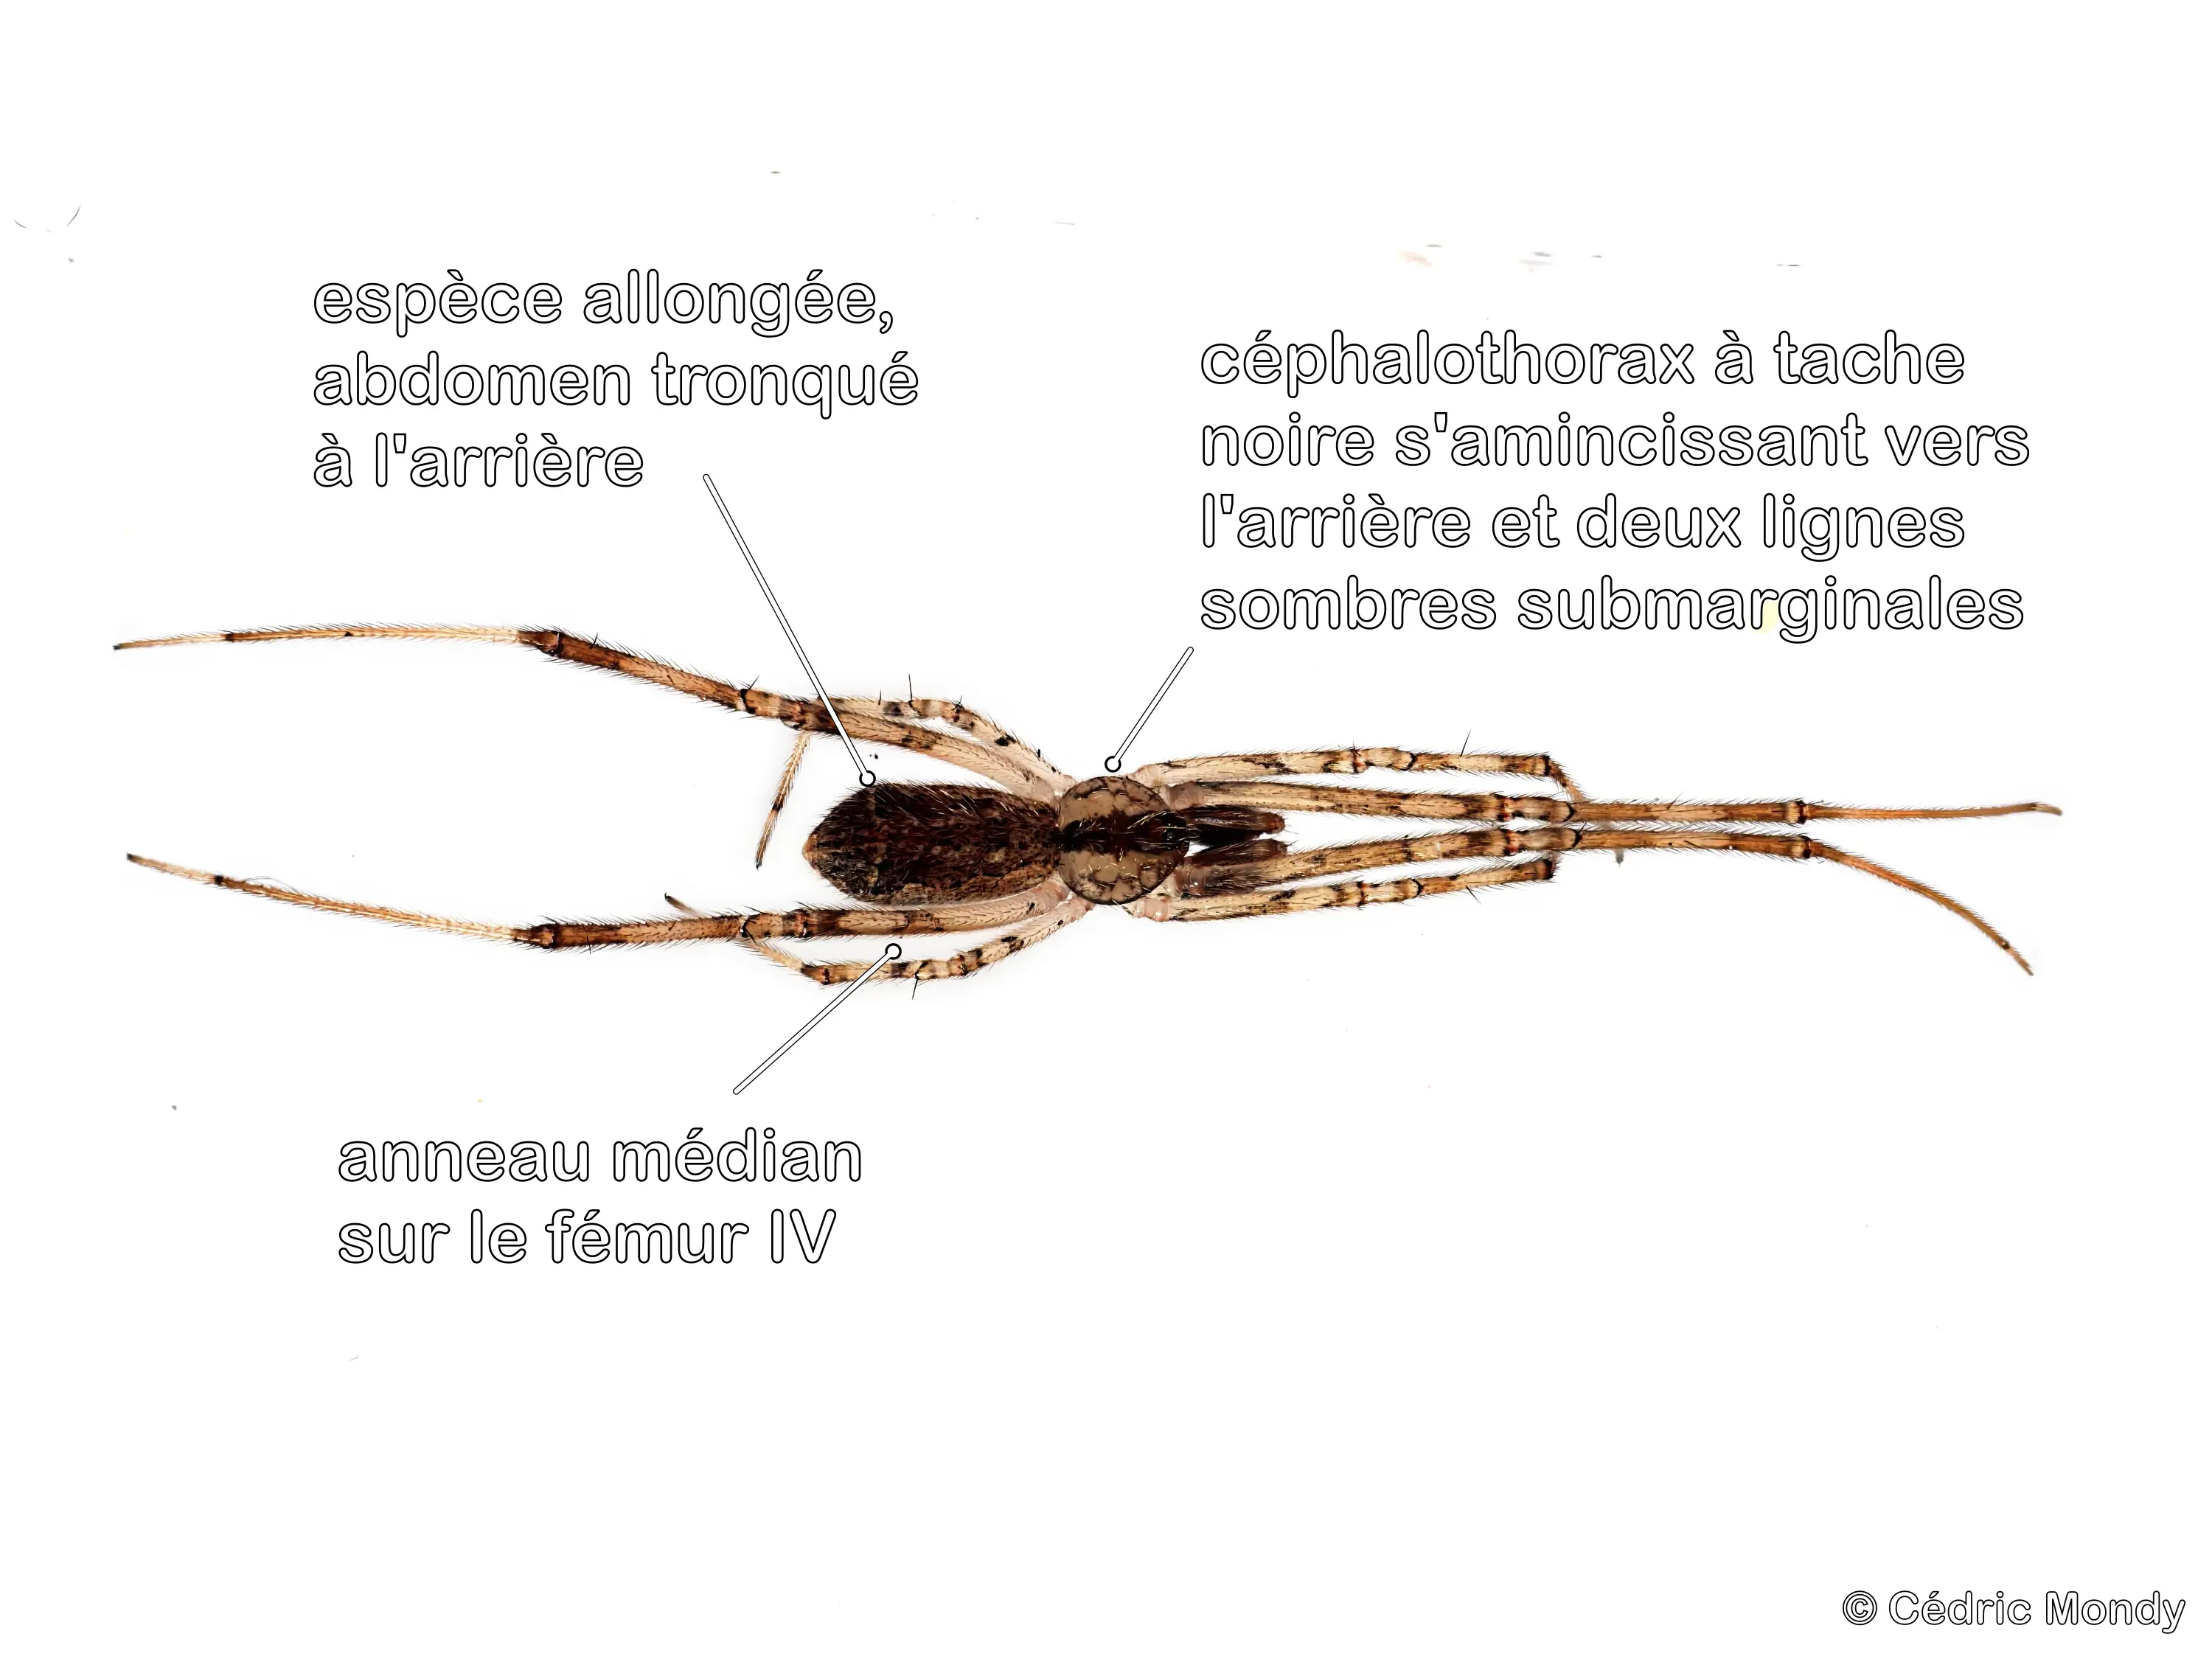 espèce allongée,
abdomen tronqué
à l'arrière
céphalothorax à tache
noire s'amincissant vers
l'arrière et deux lignes
sombres submarginales
anneau médian
sur le fémur IV
© Cédric Mondy